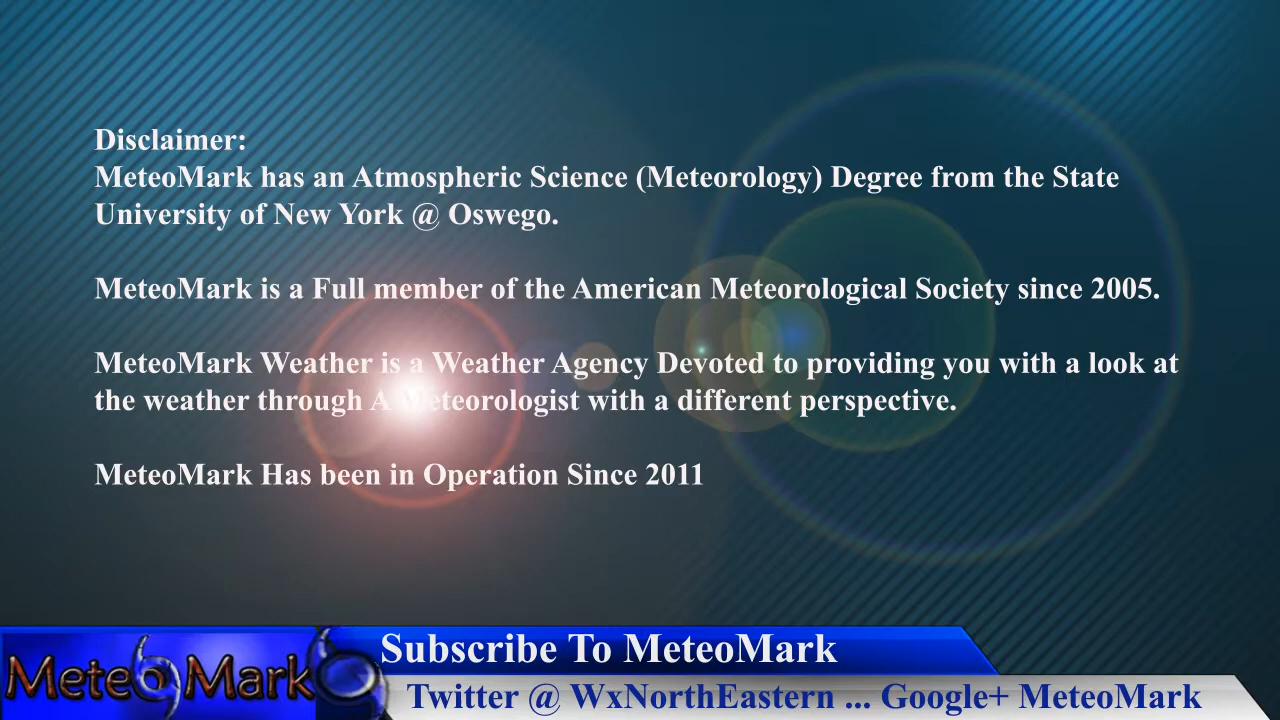 Disclaimer:
MeteoMark has an Atmospheric Science (Meteorology) Degree from the State
University of New York @ Oswego.
MeteoMark is a Full member of the American Meteorological Society since 2005.
MeteoMark Weather is a Weather Agency Devoted to providing you with a look at
the weather through A Meteorologist with a different perspective.
MeteoMark Has been in Operation Since 2011
Subscribe To MeteoMark
MeteoMark
Twitter @ WxNorthEastern ... Google+ MeteoMark